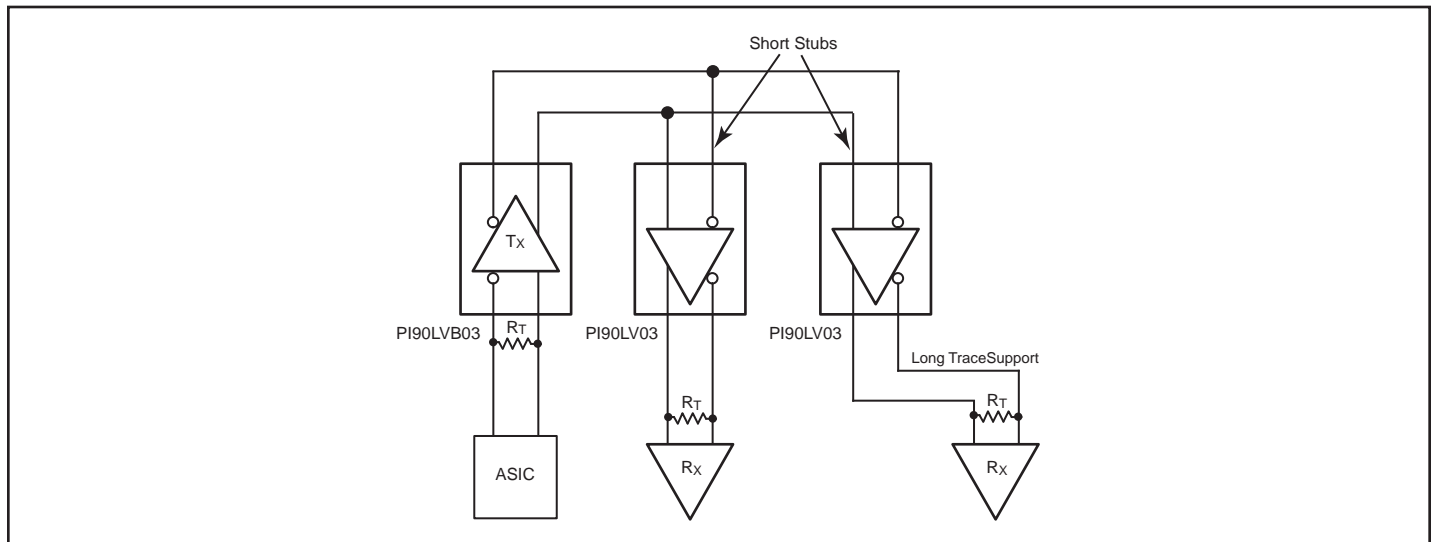 Short Stubs
TX
PI90LVB03
RT
PI90LV03
PI90LV03
Long TraceSupport
RT
RT
ASIC
RX
RX